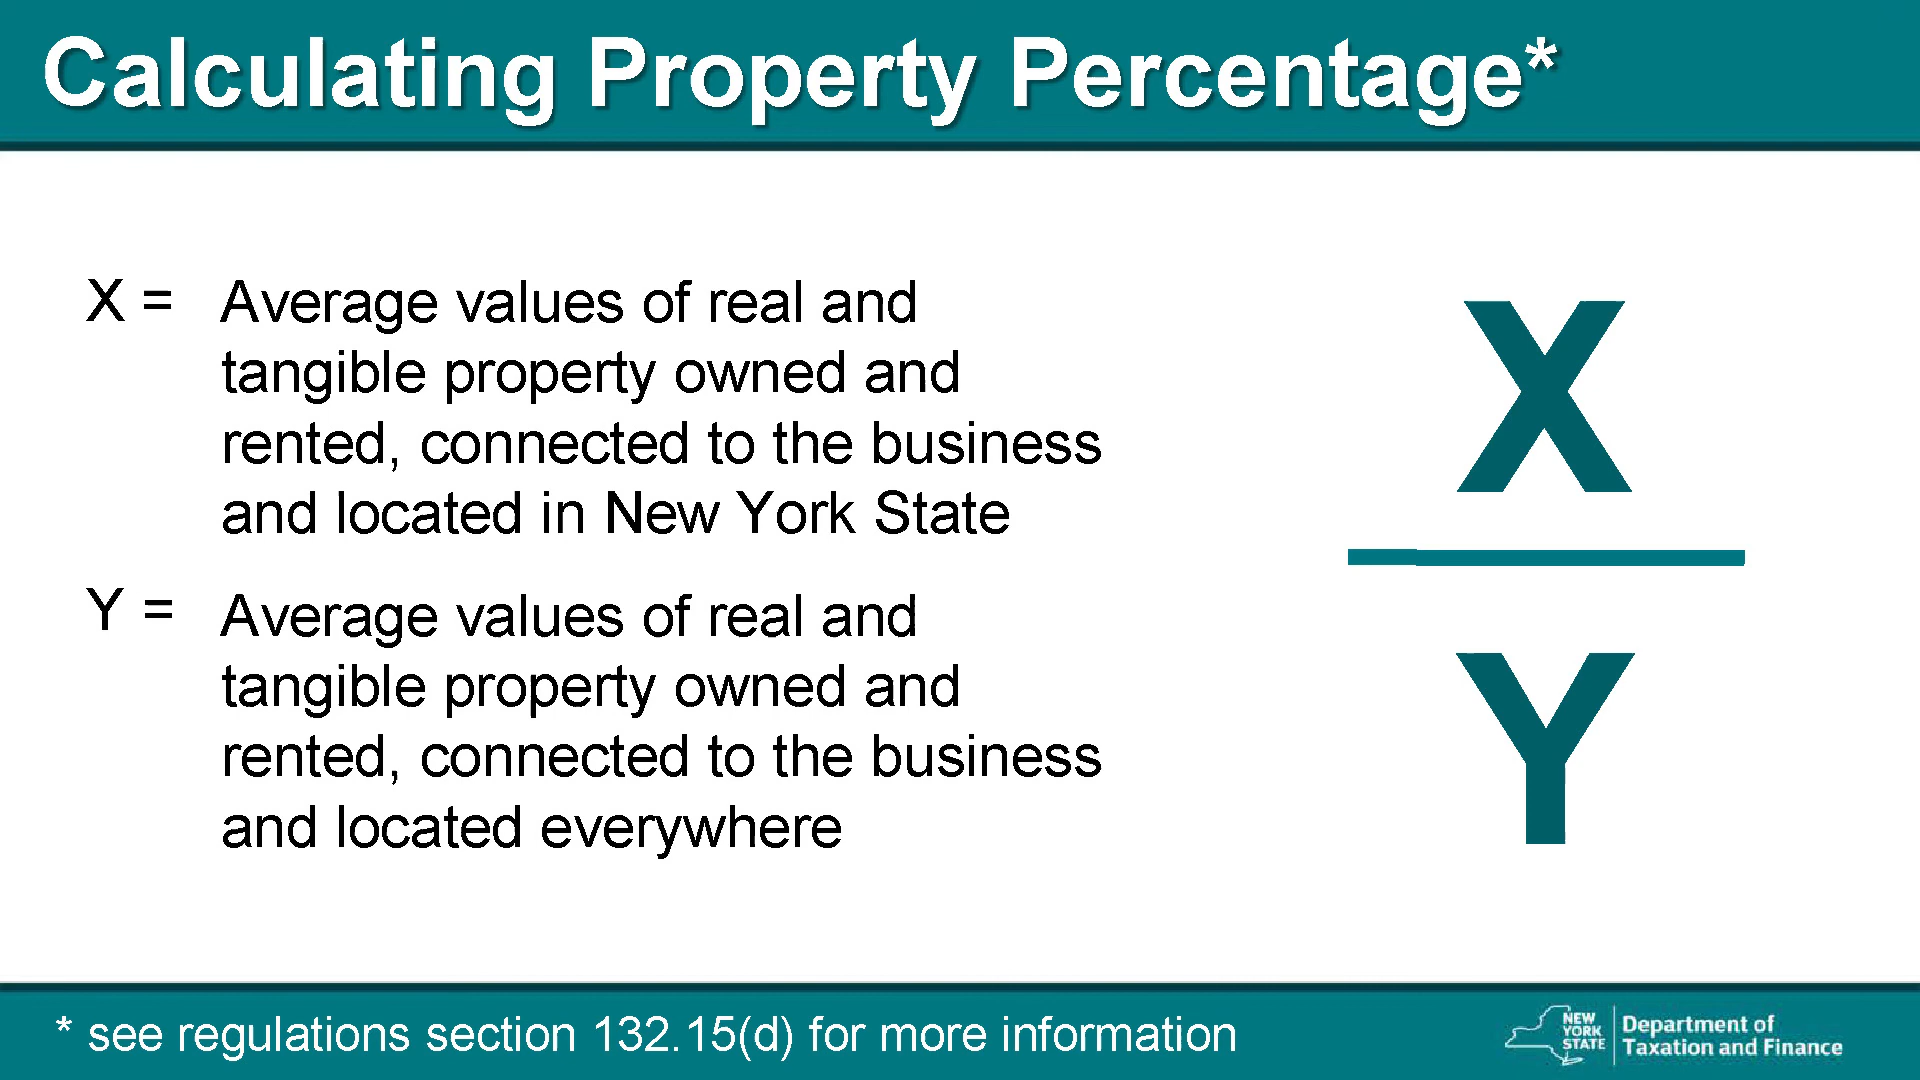 Calculating Property Percentage*
X = Average values of real and
tangible property owned and
rented, connected to the business
and located in New York State
Y = Average values of real and
tangible property owned and
rented, connected to the business
and located everywhere
X
Y
* see regulations section 132.15(d) for more information
NEW
YORK
STATE
Department of
Taxation and Finance